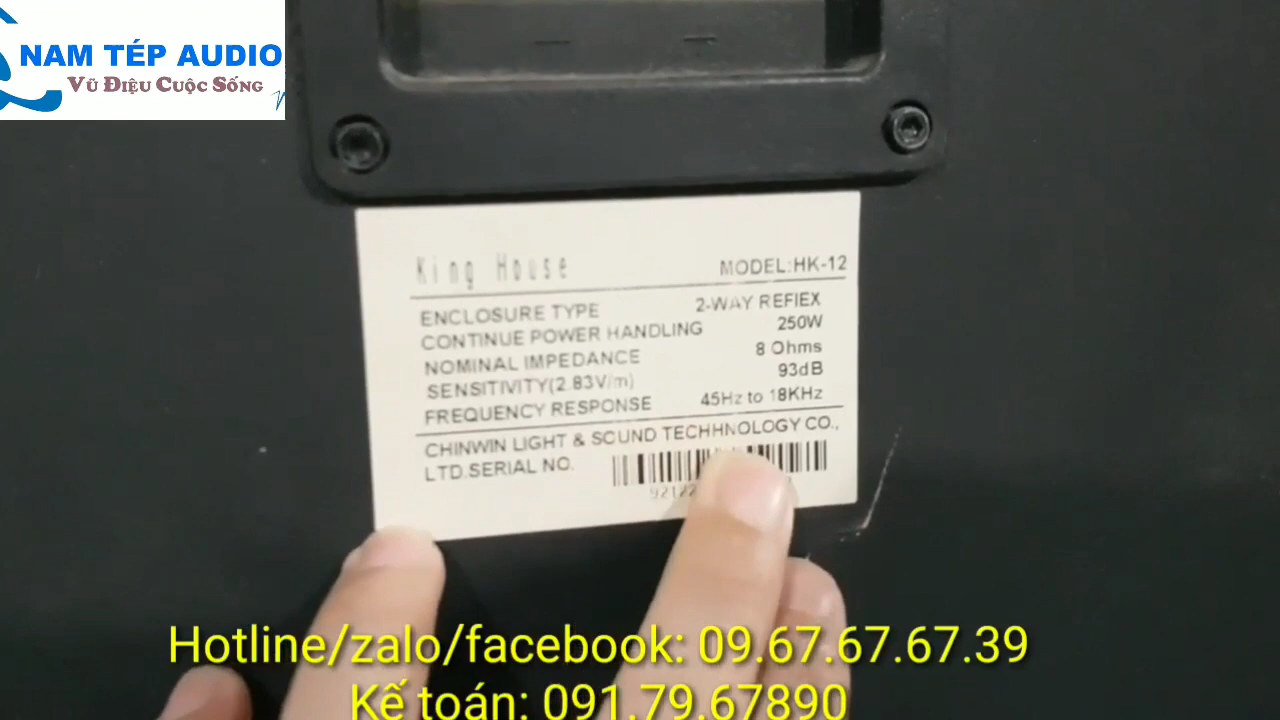 NAM TÉP AUDIO
Vũ Điệu Cuộc Sống
King House
MODEL:HK-12
ENCLOSURE TYPE 2-WAY REFIEX
CONTINUE POWER HANDLING 250W
NOMINAL IMPEDANCE 8 Ohms
SENSITIVITY(2.83V/m) 93dB
FREQUENCY RESPONSE 45Hz to 18KHz
CHINWIN LIGHT & SOUND TECHHNOLOGY CO.,
LTD.SERIAL NO.
Hotline/zalo/facebook: 09.67.67.67.39
Kế toán: 091.79.67890